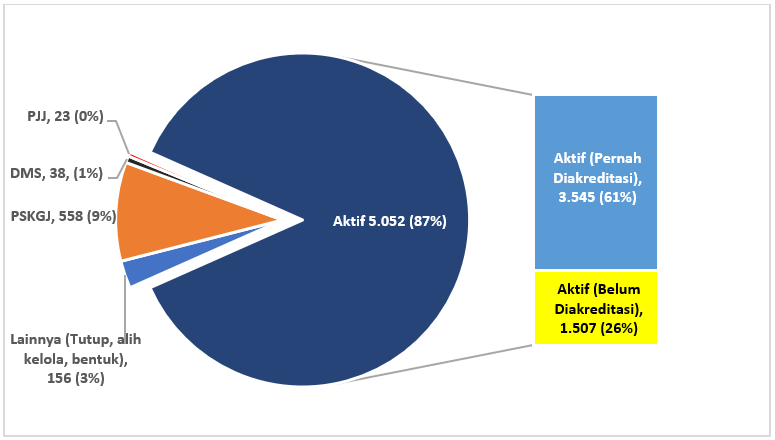 PJJ, 23 (0%)
DMS, 38, (1%)
PSKGJ, 558 (9%)
Lainnya (Tutup, alih
kelola, bentuk),
156 (3%)
Aktif 5.052 (87%)
Aktif (Pernah
Diakreditasi),
3.545 (61%)
Aktif (Belum
Diakreditasi),
1.507 (26%)